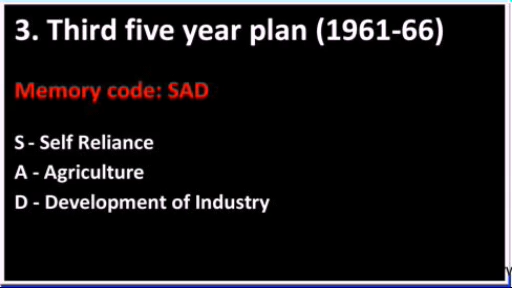 3. Third five year plan (1961-66)
Memory code: SAD
S - Self Reliance
A - Agriculture
D - Development of Industry